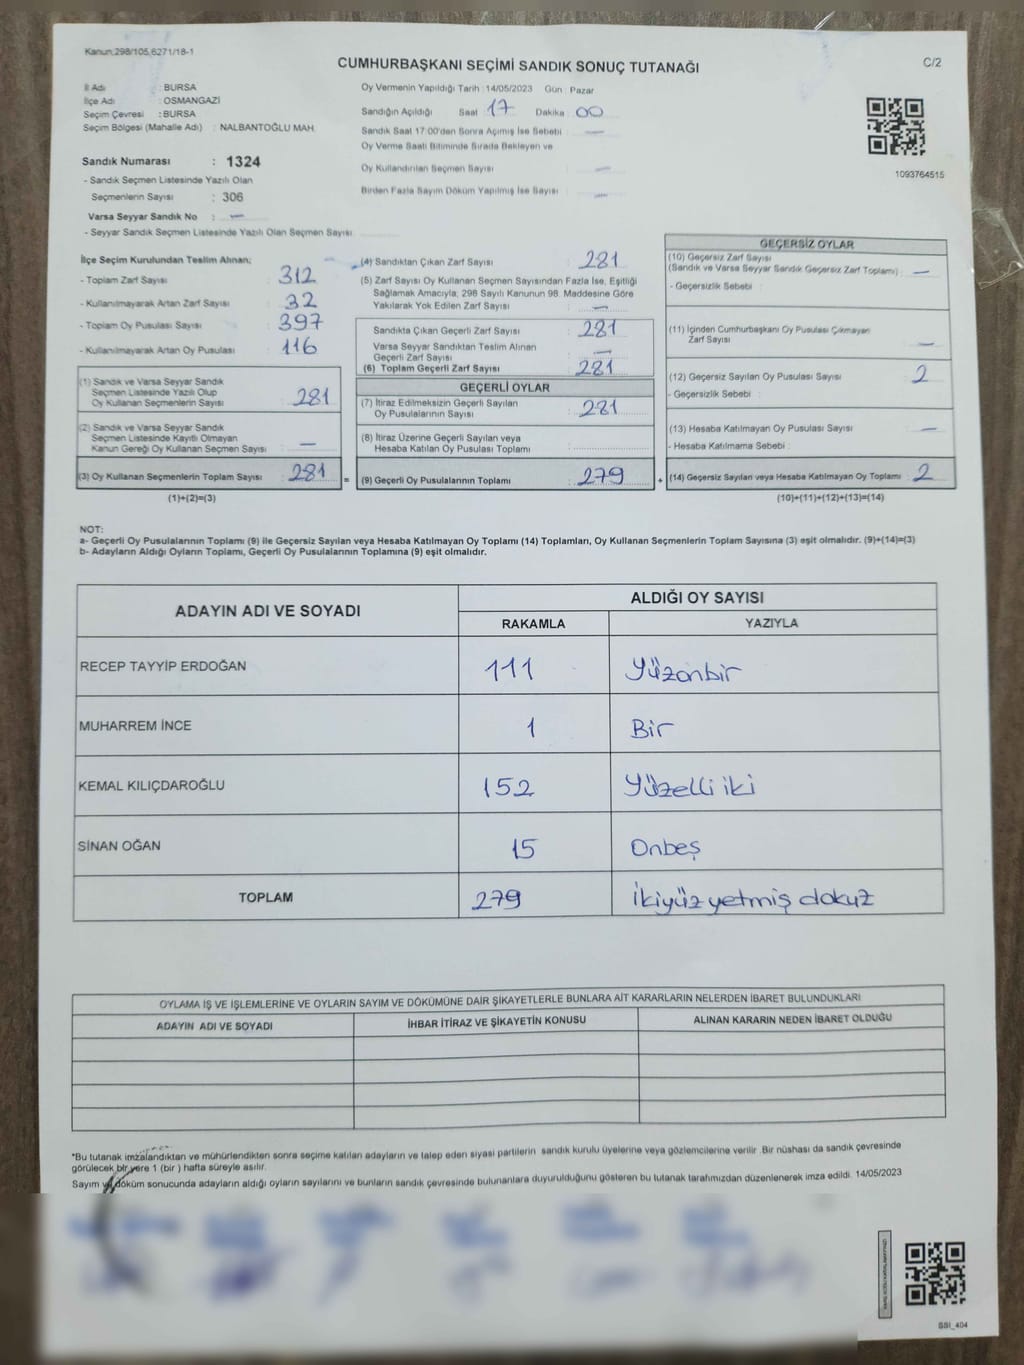 Kanun;298/105,6271/18-1
CUMHURBAŞKANI SEÇİMİ SANDIK SONUÇ TUTANAĞI
C/2
İl Adı : BURSA
İlçe Adı : OSMANGAZİ
Seçim Çevresi : BURSA
Seçim Bölgesi (Mahalle Adı) : NALBANTOĞLU MAH.
Sandık Numarası : 1324
- Sandık Seçmen Listesinde Yazılı Olan
Seçmenlerin Sayısı : 306
Varsa Seyyar Sandık No : —
- Seyyar Sandık Seçmen Listesinde Yazılı Olan Seçmen Sayısı
Oy Vermenin Yapıldığı Tarih : 14/05/2023 Gün : Pazar
Sandığın Açıldığı Saat 17 Dakika : 00
Sandık Saat 17:00'den Sonra Açılmış İse Sebebi : —
Oy Verme Saati Bitiminde Sırada Bekleyen ve
Oy Kullandırılan Seçmen Sayısı : —
Birden Fazla Sayım Döküm Yapılmış İse Sayısı : —
1093764515
İlçe Seçim Kurulundan Teslim Alınan;
- Toplam Zarf Sayısı : 312
- Kullanılmayarak Artan Zarf Sayısı : 32
- Toplam Oy Pusulası Sayısı : 397
- Kullanılmayarak Artan Oy Pusulası : 116
(1) Sandık ve Varsa Seyyar Sandık
Seçmen Listesinde Yazılı Olup
Oy Kullanan Seçmenlerin Sayısı : 281
(2) Sandık ve Varsa Seyyar Sandık
Seçmen Listesinde Kayıtlı Olmayan
Kanun Gereği Oy Kullanan Seçmen Sayısı : —
(3) Oy Kullanan Seçmenlerin Toplam Sayısı : 281
(1)+(2)=(3)
=
(4) Sandıktan Çıkan Zarf Sayısı : 281
(5) Zarf Sayısı Oy Kullanan Seçmen Sayısından Fazla İse, Eşitliği
Sağlamak Amacıyla; 298 Sayılı Kanunun 98. Maddesine Göre
Yakılarak Yok Edilen Zarf Sayısı : —
Sandıkta Çıkan Geçerli Zarf Sayısı : 281
Varsa Seyyar Sandıktan Teslim Alınan
Geçerli Zarf Sayısı : —
(6) Toplam Geçerli Zarf Sayısı : 281
GEÇERLİ OYLAR
(7) İtiraz Edilmeksizin Geçerli Sayılan
Oy Pusulalarının Sayısı : 281
(8) İtiraz Üzerine Geçerli Sayılan veya
Hesaba Katılan Oy Pusulası Toplamı :
(9) Geçerli Oy Pusulalarının Toplamı : 279
+
GEÇERSİZ OYLAR
(10) Geçersiz Zarf Sayısı
(Sandık ve Varsa Seyyar Sandık Geçersiz Zarf Toplamı) : —
- Geçersizlik Sebebi :
(11) İçinden Cumhurbaşkanı Oy Pusulası Çıkmayan
Zarf Sayısı : —
(12) Geçersiz Sayılan Oy Pusulası Sayısı : 2
- Geçersizlik Sebebi :
(13) Hesaba Katılmayan Oy Pusulası Sayısı : —
- Hesaba Katılmama Sebebi :
(14) Geçersiz Sayılan veya Hesaba Katılmayan Oy Toplamı : 2
(10)+(11)+(12)+(13)=(14)
NOT:
a- Geçerli Oy Pusulalarının Toplamı (9) ile Geçersiz Sayılan veya Hesaba Katılmayan Oy Toplamı (14) Toplamları, Oy Kullanan Seçmenlerin Toplam Sayısına (3) eşit olmalıdır. (9)+(14)=(3)
b- Adayların Aldığı Oyların Toplamı, Geçerli Oy Pusulalarının Toplamına (9) eşit olmalıdır.
ADAYIN ADI VE SOYADI
ALDIĞI OY SAYISI
RAKAMLA YAZIYLA
RECEP TAYYİP ERDOĞAN 111 Yüzonbir
MUHARREM İNCE 1 Bir
KEMAL KILIÇDAROĞLU 152 Yüzelli iki
SİNAN OĞAN 15 Onbeş
TOPLAM 279 İkiyüzyetmiş dokuz
OYLAMA İŞ VE İŞLEMLERİNE VE OYLARIN SAYIM VE DÖKÜMÜNE DAİR ŞİKAYETLERLE BUNLARA AİT KARARLARIN NELERDEN İBARET BULUNDUKLARI
ADAYIN ADI VE SOYADI İHBAR İTİRAZ VE ŞİKAYETİN KONUSU ALINAN KARARIN NEDEN İBARET OLDUĞU
*Bu tutanak imzalandıktan ve mühürlendikten sonra seçime katılan adayların ve talep eden siyasi partilerin sandık kurulu üyelerine veya gözlemcilerine verilir. Bir nüshası da sandık çevresinde
görülecek bir yere 1 (bir ) hafta süreyle asılır.
Sayım ve döküm sonucunda adayların aldığı oyların sayılarını ve bunların sandık çevresinde bulunanlara duyurulduğunu gösteren bu tutanak tarafımızdan düzenlenerek imza edildi. 14/05/2023
SSI_404